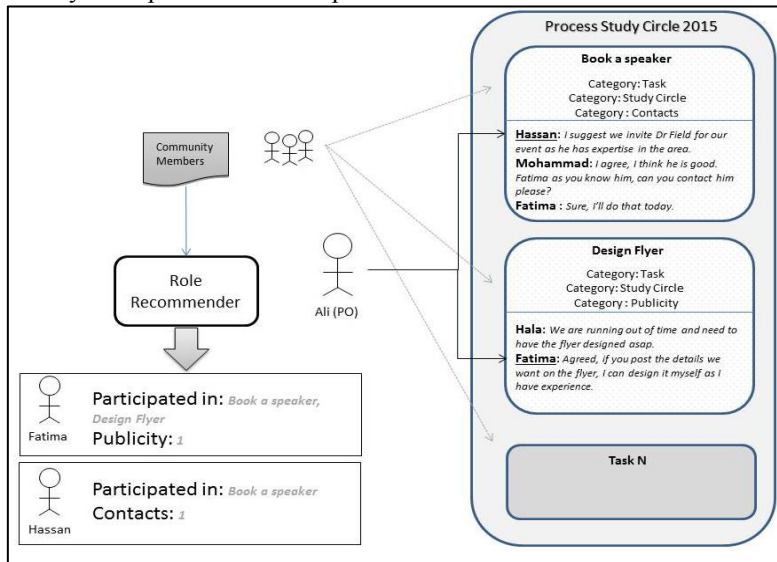 Process Study Circle 2015
Book a speaker
Category: Task
Category: Study Circle
Category : Contacts
Hassan: I suggest we invite Dr Field for our
event as he has expertise in the area.
Mohammad: I agree, I think he is good.
Fatima as you know him, can you contact him
please?
Fatima : Sure, I'll do that today.
Community
Members
Role
Recommender
Ali (PO)
Design Flyer
Category: Task
Category: Study Circle
Category : Publicity
Hala: We are running out of time and need to
have the flyer designed asap.
Fatima: Agreed, if you post the details we
want on the flyer, I can design it myself as I
have experience.
Task N
Participated in: Book a speaker,
Design Flyer
Publicity: 1
Fatima
Participated in: Book a speaker
Contacts: 1
Hassan